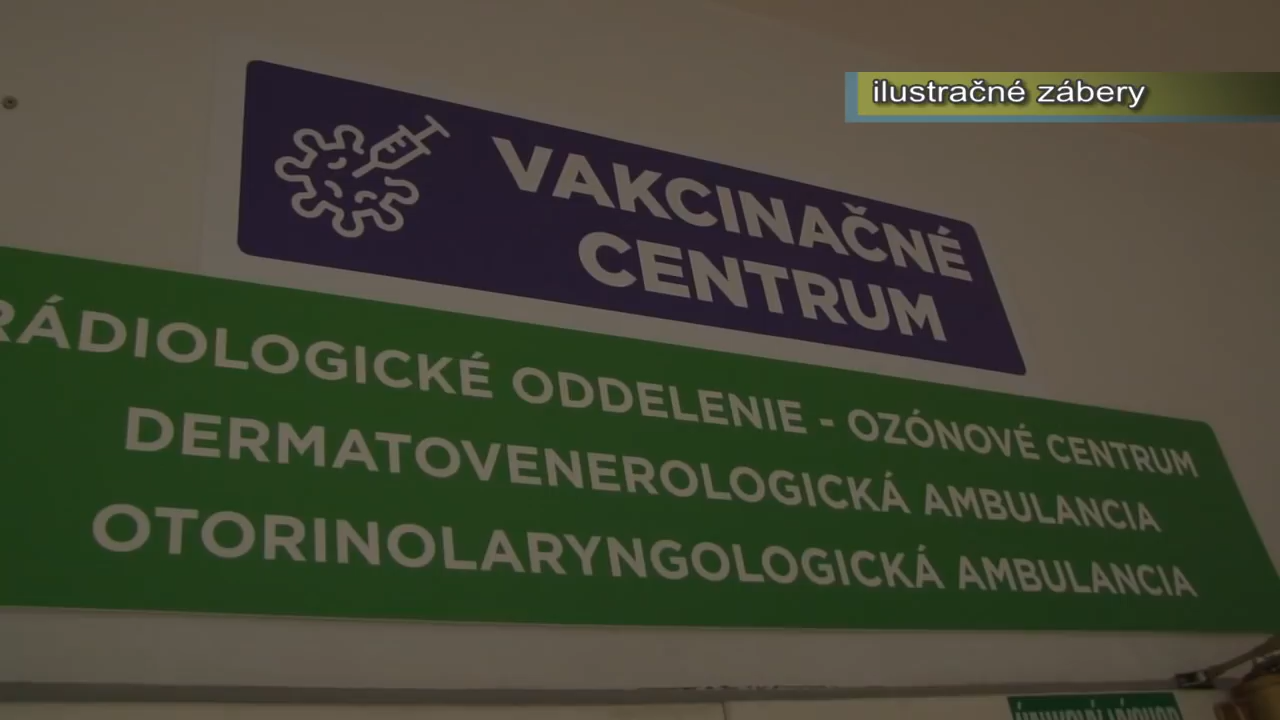 ilustračné zábery
VAKCINAČNÉ
CENTRUM
RÁDIOLOGICKÉ ODDELENIE - OZÓNOVÉ CENTRUM
DERMATOVENEROLOGICKÁ AMBULANCIA
OTORINOLARYNGOLOGICKÁ AMBULANCIA